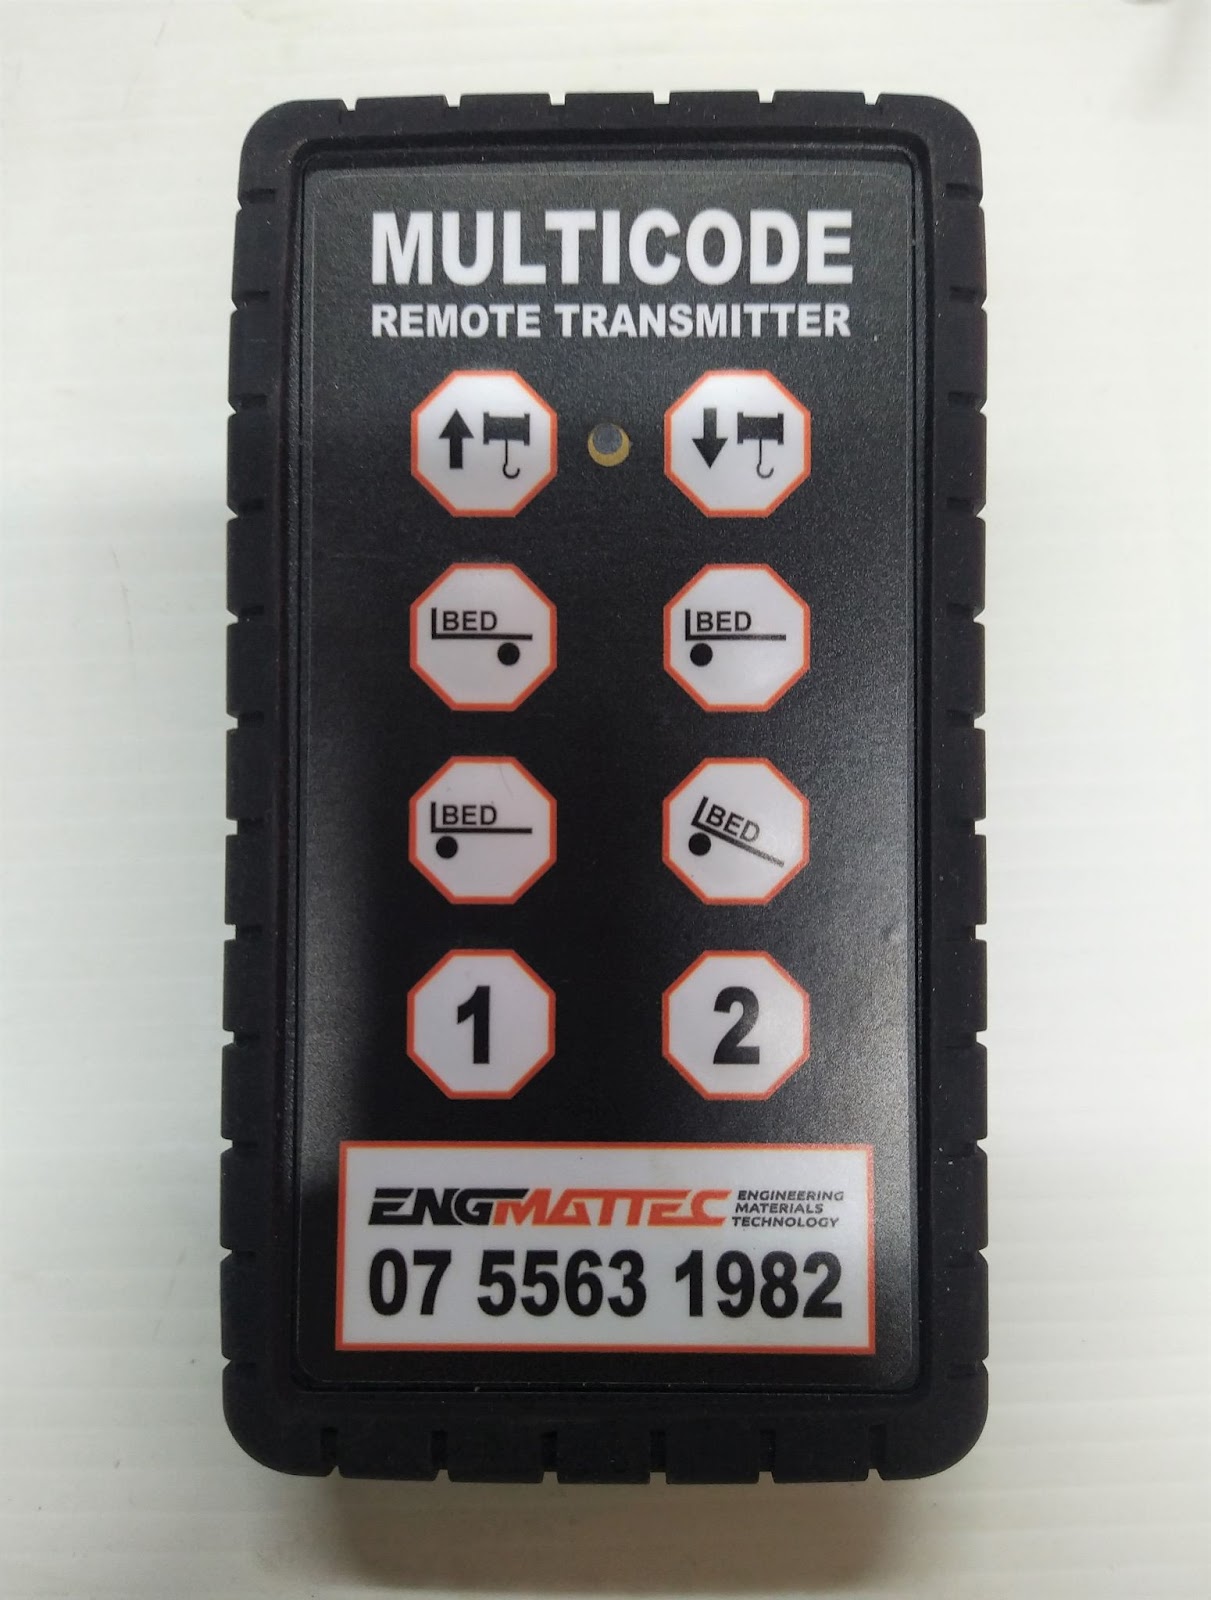 MULTICODE
REMOTE TRANSMITTER
BED
BED
BED
BED
1
2
ENGMATTEC ENGINEERING
MATERIALS
TECHNOLOGY
07 5563 1982